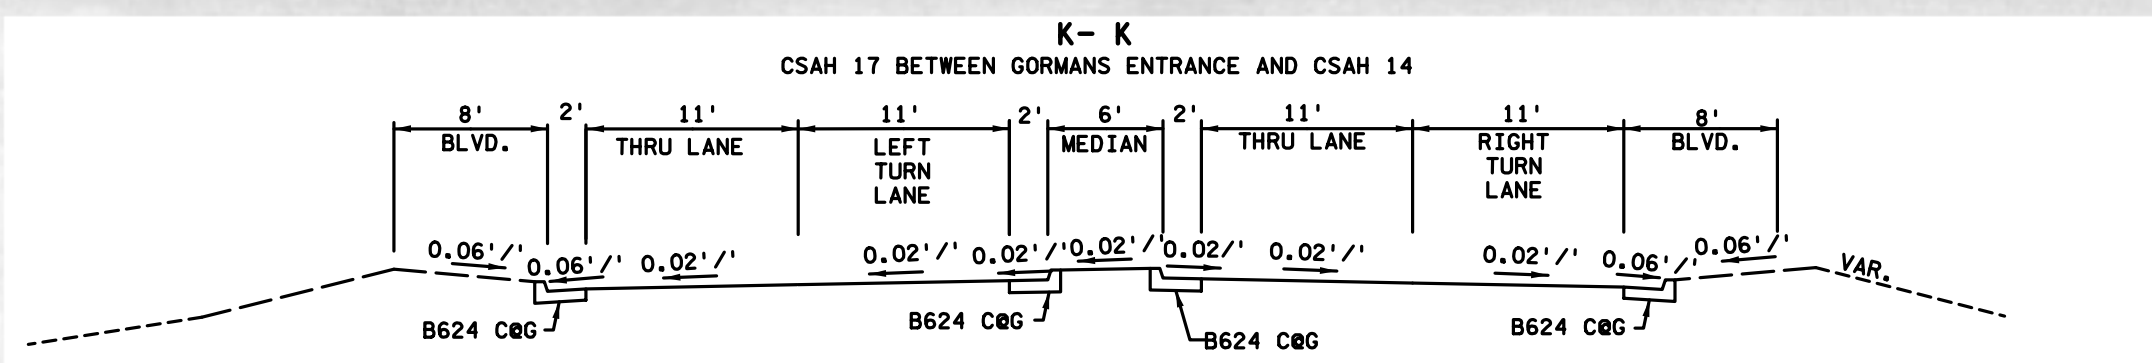 K- K
CSAH 17 BETWEEN GORMANS ENTRANCE AND CSAH 14
8' 2' 11' 11' 2' 6' 2' 11' 11' 8'
BLVD. THRU LANE LEFT MEDIAN THRU LANE RIGHT BLVD.
TURN TURN
LANE LANE
0.06'/' 0.06'/' 0.02'/' 0.02'/' 0.02'/' 0.02'/' 0.02/' 0.02'/' 0.02'/' 0.06'/' 0.06'/' VAR.
B624 C@G B624 C@G B624 C@G B624 C@G